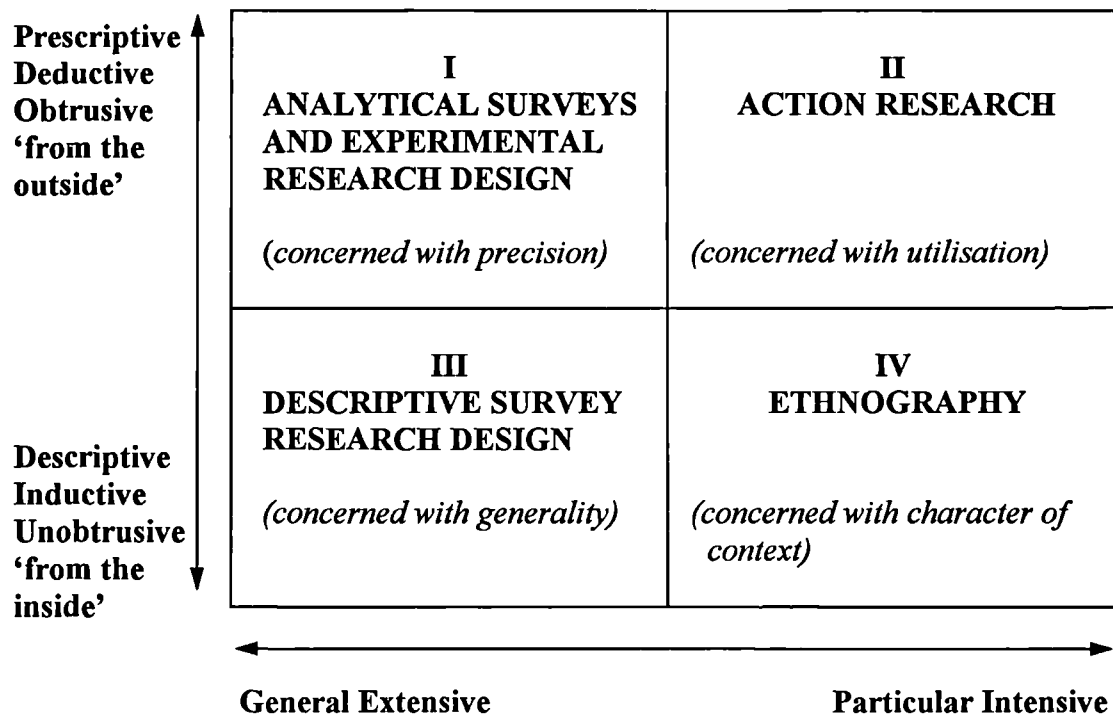 Prescriptive
Deductive
Obtrusive
‘from the
outside’
I
ANALYTICAL SURVEYS
AND EXPERIMENTAL
RESEARCH DESIGN
(concerned with precision)
II
ACTION RESEARCH
(concerned with utilisation)
Descriptive
Inductive
Unobtrusive
‘from the
inside’
III
DESCRIPTIVE SURVEY
RESEARCH DESIGN
(concerned with generality)
IV
ETHNOGRAPHY
(concerned with character of
context)
General Extensive
Particular Intensive